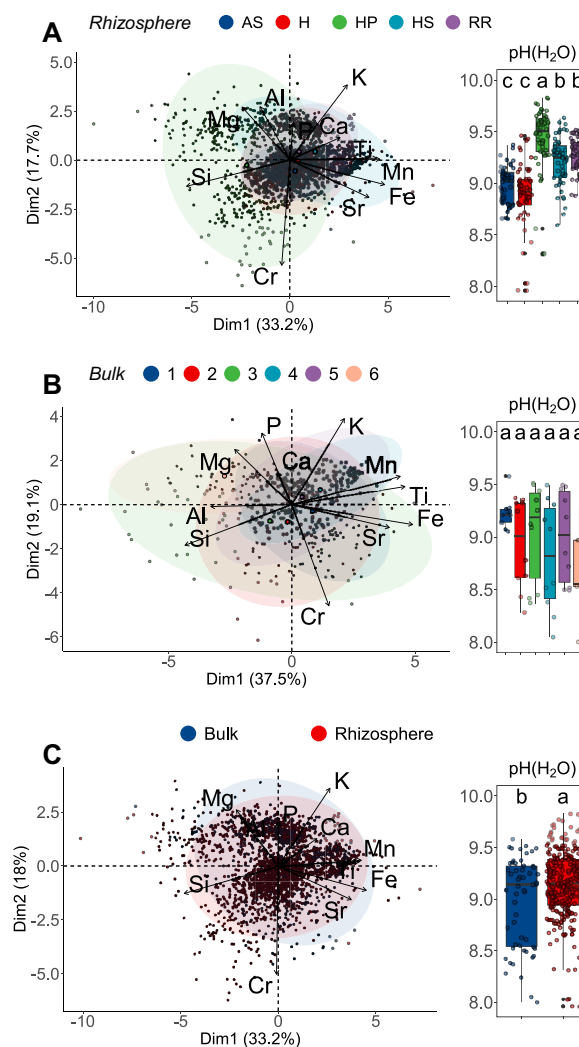 A Rhizosphere AS H HP HS RR
pH(H₂O)
K
Al
Mg
P
Ca
Ti
Mn
Si
Fe
Sr
Cr
5.0
2.5
0.0
-2.5
-5.0
Dim2 (17.7%)
-10 -5 0 5
Dim1 (33.2%)
c c a b b
10.0
9.5
9.0
8.5
8.0
B Bulk 1 2 3 4 5 6
pH(H₂O)
P
K
Mg
Ca
Mn
Ti
Al
Si
Fe
Sr
Cr
4
2
0
-2
-4
-6
Dim2 (19.1%)
-5 0 5
Dim1 (37.5%)
a a a a a a
10.0
9.5
9.0
8.5
8.0
C Bulk Rhizosphere
pH(H₂O)
K
Mg
P
Ca
Mn
Si
Fe
Sr
Cr
2.5
0.0
-2.5
-5.0
Dim2 (18%)
-10 -5 0 5
Dim1 (33.2%)
b a
10.0
9.5
9.0
8.5
8.0